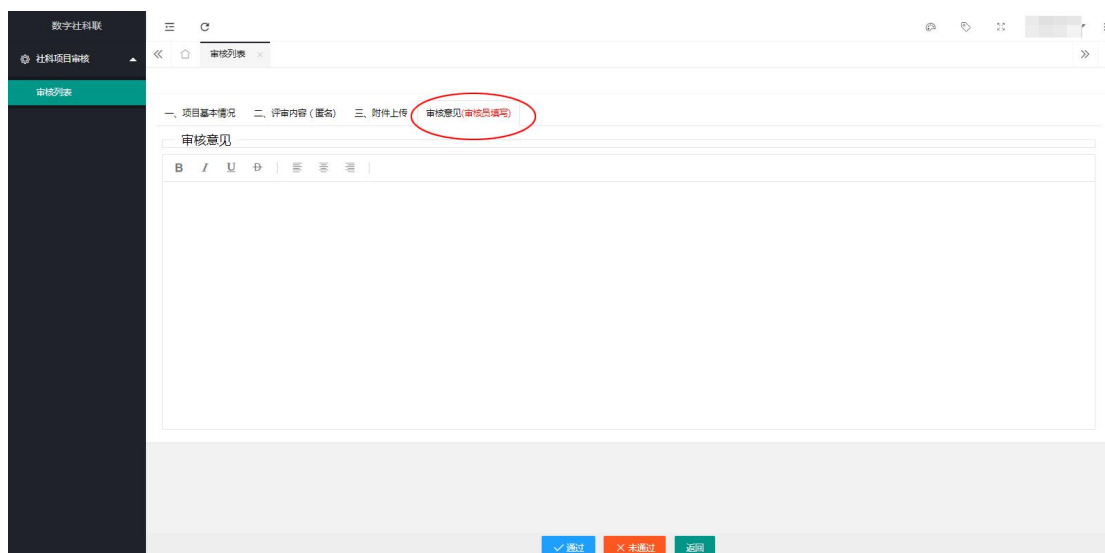 数字社科联
社科项目审核
审核列表
审核列表 ×
一、项目基本情况 二、评审内容 ( 匿名) 三、附件上传 审核意见(审核员填写)
审核意见
B I U D
通过 未通过 返回